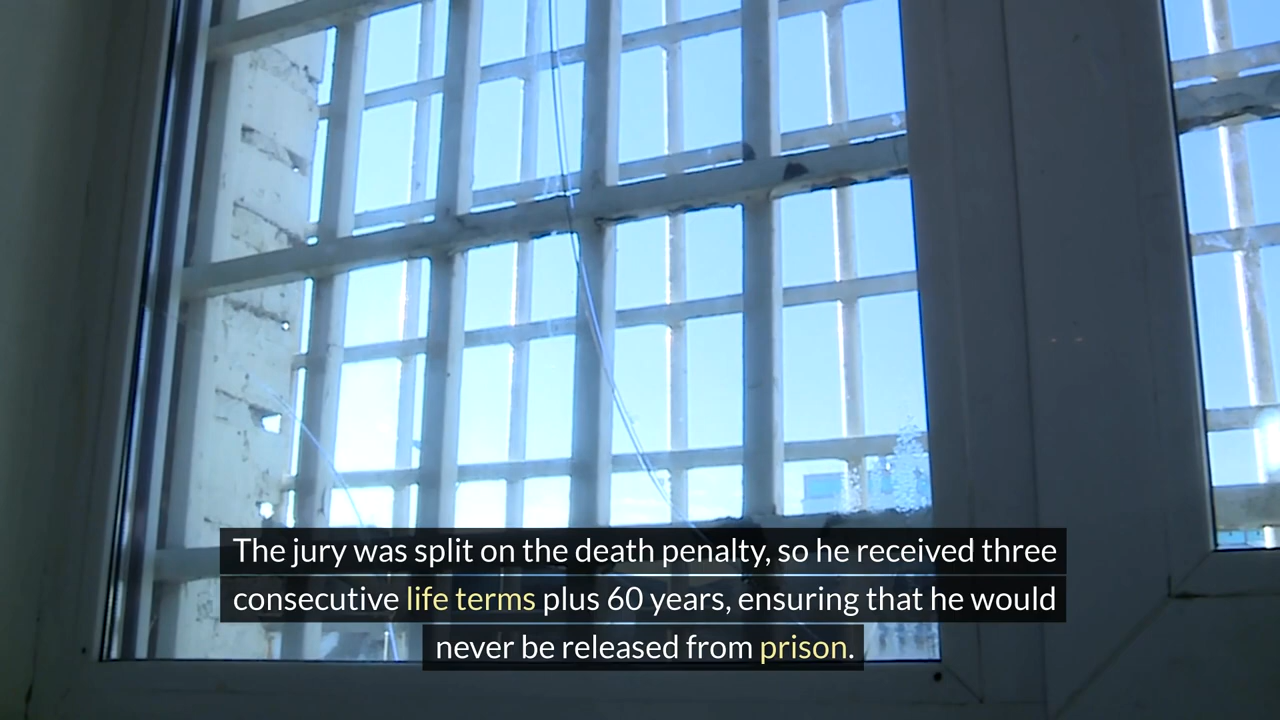 The jury was split on the death penalty, so he received three
consecutive life terms plus 60 years, ensuring that he would
never be released from prison.